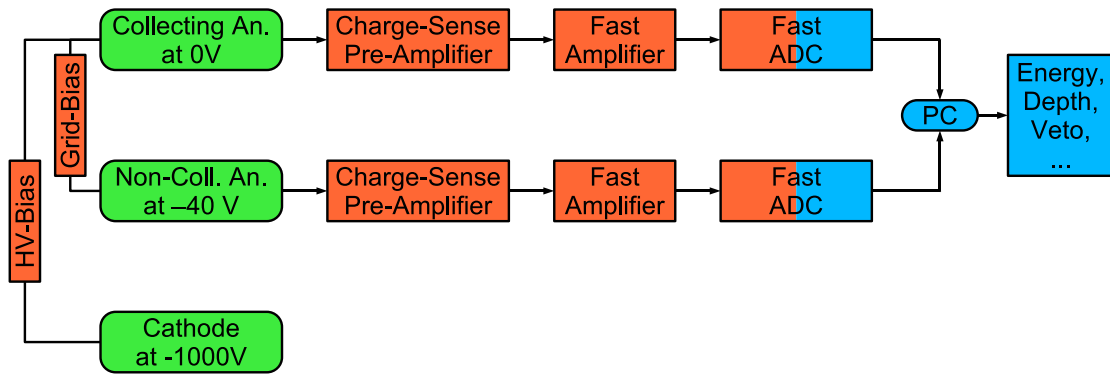 Collecting An.
at 0V
Charge-Sense
Pre-Amplifier
Fast
Amplifier
Fast
ADC
Grid-Bias
HV-Bias
PC
Energy,
Depth,
Veto,
...
Non-Coll. An.
at –40 V
Charge-Sense
Pre-Amplifier
Fast
Amplifier
Fast
ADC
Cathode
at -1000V